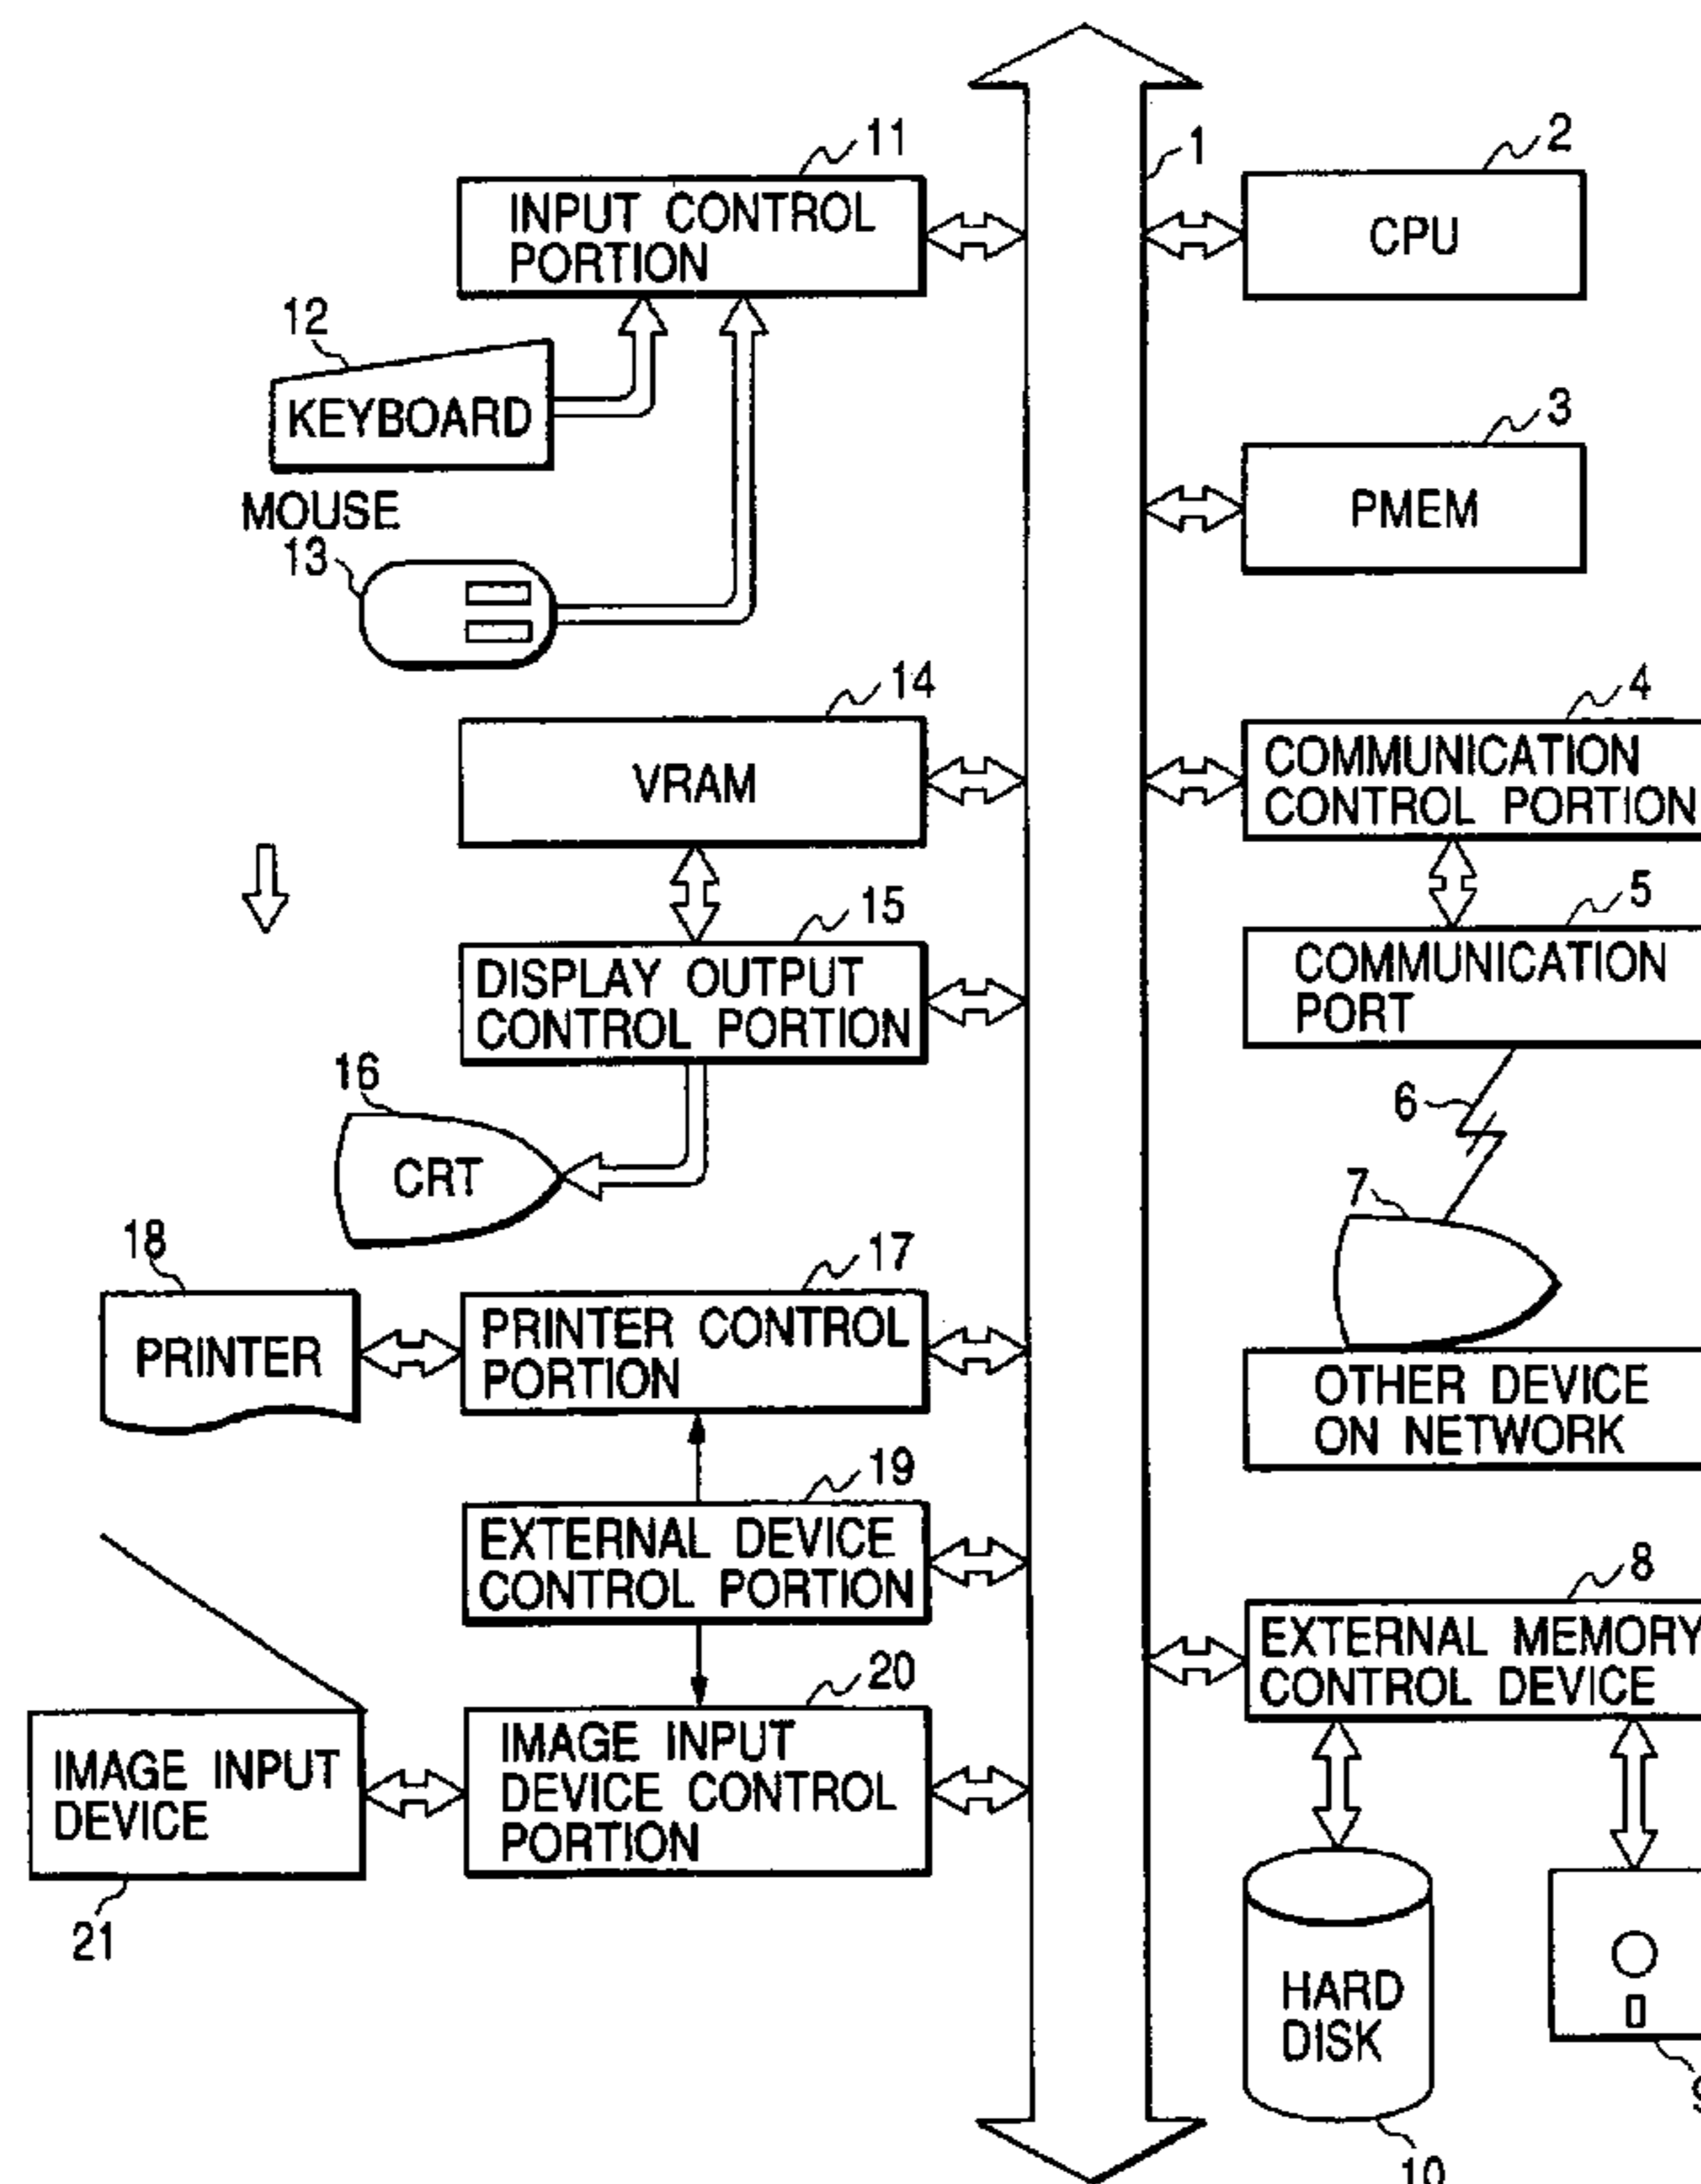 1
11
INPUT CONTROL
PORTION
2
CPU
12
KEYBOARD
3
PMEM
MOUSE
13
14
VRAM
4
COMMUNICATION
CONTROL PORTION
15
DISPLAY OUTPUT
CONTROL PORTION
5
COMMUNICATION
PORT
16
CRT
6
7
18
PRINTER
17
PRINTER CONTROL
PORTION
OTHER DEVICE
ON NETWORK
19
EXTERNAL DEVICE
CONTROL PORTION
8
EXTERNAL MEMORY
CONTROL DEVICE
20
IMAGE INPUT
DEVICE CONTROL
PORTION
IMAGE INPUT
DEVICE
21
HARD
DISK
9
10